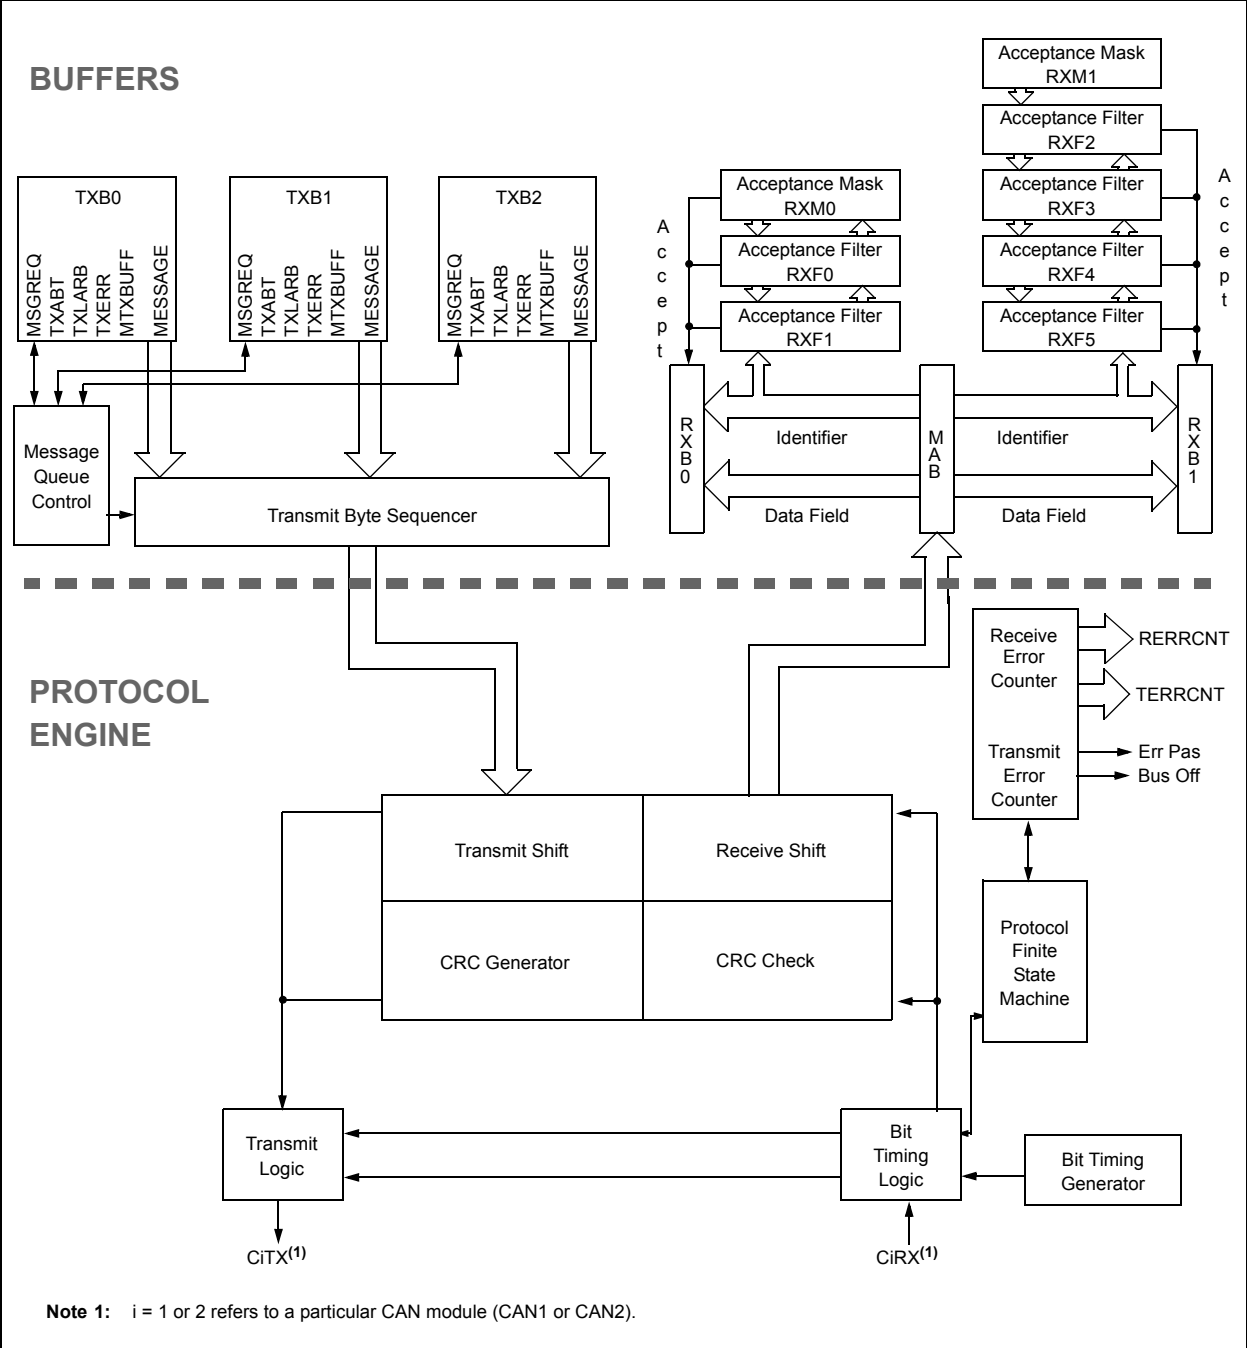 BUFFERS
TXB0
MSGREQ
TXABT
TXLARB
TXERR
MTXBUFF
MESSAGE
TXB1
MSGREQ
TXABT
TXLARB
TXERR
MTXBUFF
MESSAGE
TXB2
MSGREQ
TXABT
TXLARB
TXERR
MTXBUFF
MESSAGE
Message
Queue
Control
Transmit Byte Sequencer
Accept
Acceptance Mask
RXM0
Acceptance Filter
RXF0
Acceptance Filter
RXF1
Acceptance Mask
RXM1
Acceptance Filter
RXF2
Acceptance Filter
RXF3
Acceptance Filter
RXF4
Acceptance Filter
RXF5
Accept
RXB0
Identifier
Data Field
MAB
Identifier
Data Field
RXB1
PROTOCOL
ENGINE
Receive
Error
Counter
Transmit
Error
Counter
RERRCNT
TERRCNT
Err Pas
Bus Off
Transmit Shift
Receive Shift
CRC Generator
CRC Check
Protocol
Finite
State
Machine
Transmit
Logic
Bit
Timing
Logic
Bit Timing
Generator
CiTX(1)
CiRX(1)
Note 1: i = 1 or 2 refers to a particular CAN module (CAN1 or CAN2).